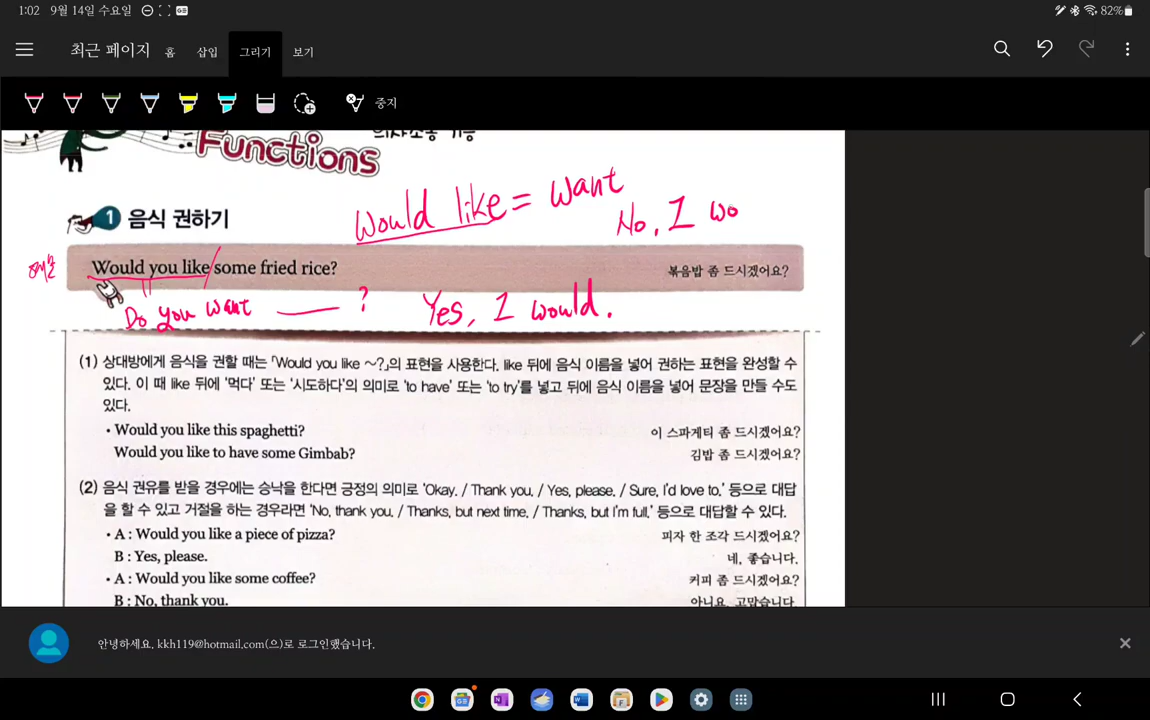 1:02 9월 14일 수요일 82%
최근 페이지 홈 삽입 그리기 보기
중지
Functions 의사소통 기능
would like = want
No, I wo
1 음식 권하기
Would you like / some fried rice? 볶음밥 좀 드시겠어요?
Do you want ? Yes, I would.
(1) 상대방에게 음식을 권할 때는 「Would you like ~?」의 표현을 사용한다. like 뒤에 음식 이름을 넣어 권하는 표현을 완성할 수
있다. 이 때 like 뒤에 '먹다' 또는 '시도하다'의 의미로 'to have' 또는 'to try'를 넣고 뒤에 음식 이름을 넣어 문장을 만들 수도
있다.
• Would you like this spaghetti? 이 스파게티 좀 드시겠어요?
Would you like to have some Gimbab? 김밥 좀 드시겠어요?
(2) 음식 권유를 받을 경우에는 승낙을 한다면 긍정의 의미로 'Okay. / Thank you. / Yes, please. / Sure, I'd love to.' 등으로 대답
을 할 수 있고 거절을 하는 경우라면 'No, thank you. / Thanks, but next time. / Thanks, but I'm full.' 등으로 대답할 수 있다.
• A : Would you like a piece of pizza? 피자 한 조각 드시겠어요?
B : Yes, please. 네, 좋습니다.
• A : Would you like some coffee? 커피 좀 드시겠어요?
B : No, thank you. 아니요, 고맙습니다
안녕하세요. kkh119@hotmail.com(으)로 로그인했습니다.